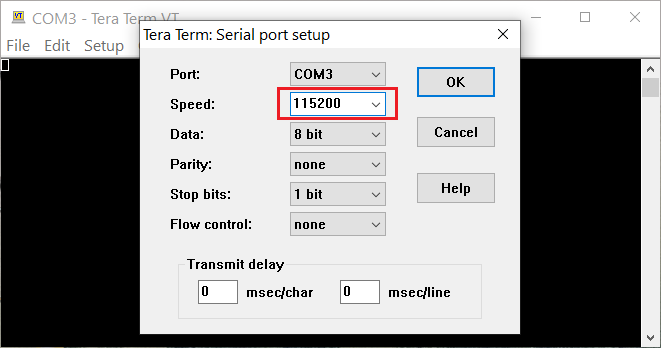 VT COM3 - Tera Term VT
File Edit Setup
Tera Term: Serial port setup
Port: COM3 OK
Speed: 115200
Data: 8 bit Cancel
Parity: none
Stop bits: 1 bit Help
Flow control: none
Transmit delay
0 msec/char 0 msec/line